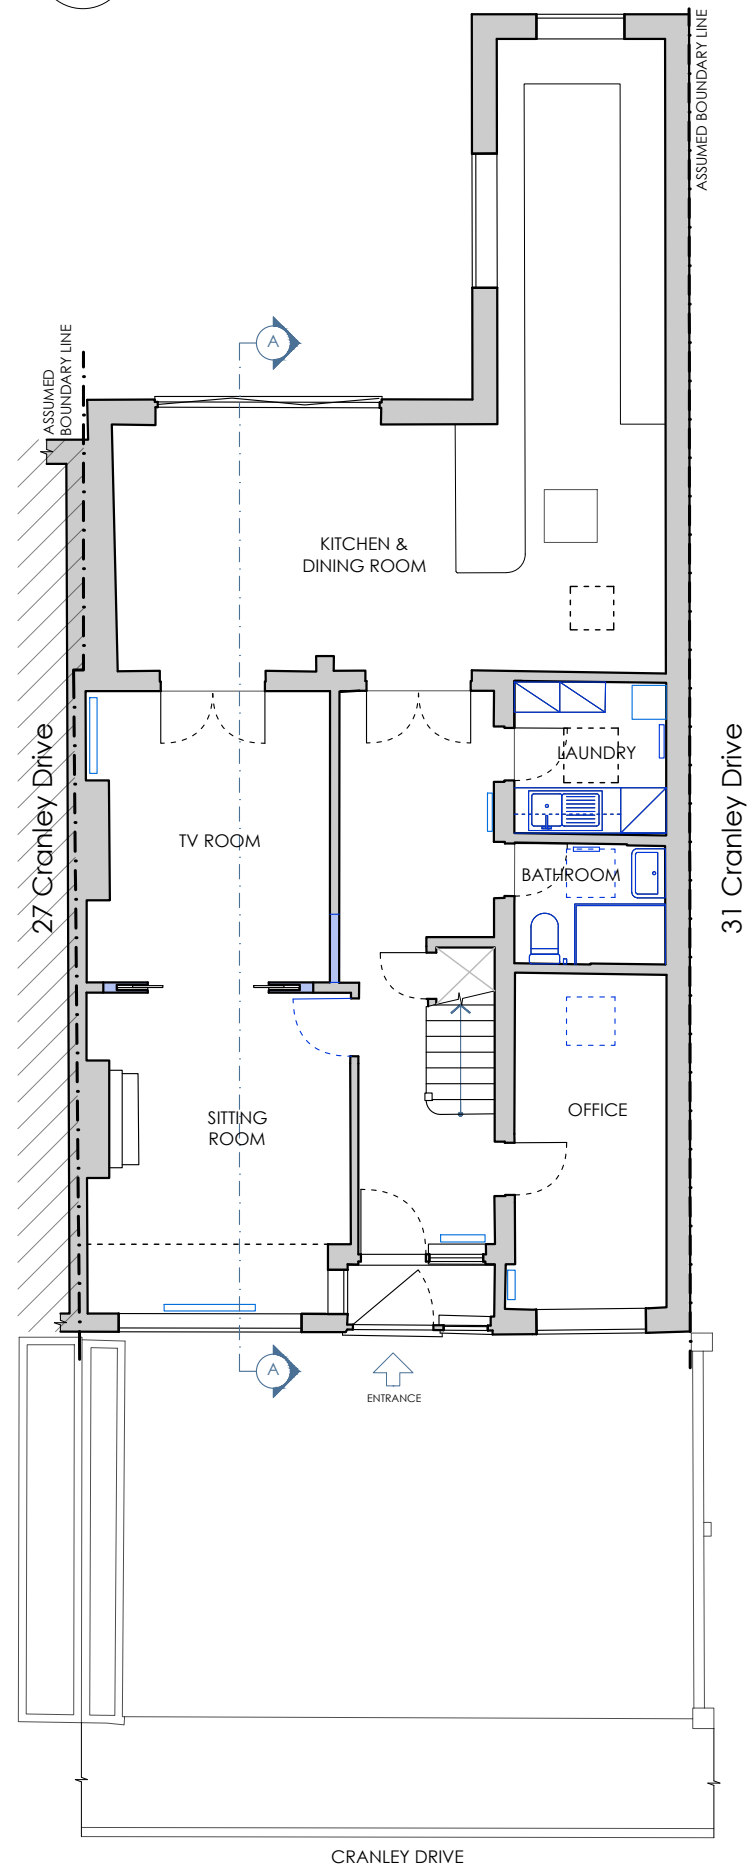 ASSUMED BOUNDARY LINE
A
ASSUMED
BOUNDARY LINE
KITCHEN &
DINING ROOM
27 Cranley Drive
LAUNDRY
31 Cranley Drive
TV ROOM
BATHROOM
SITTING
ROOM
OFFICE
A
ENTRANCE
CRANLEY DRIVE